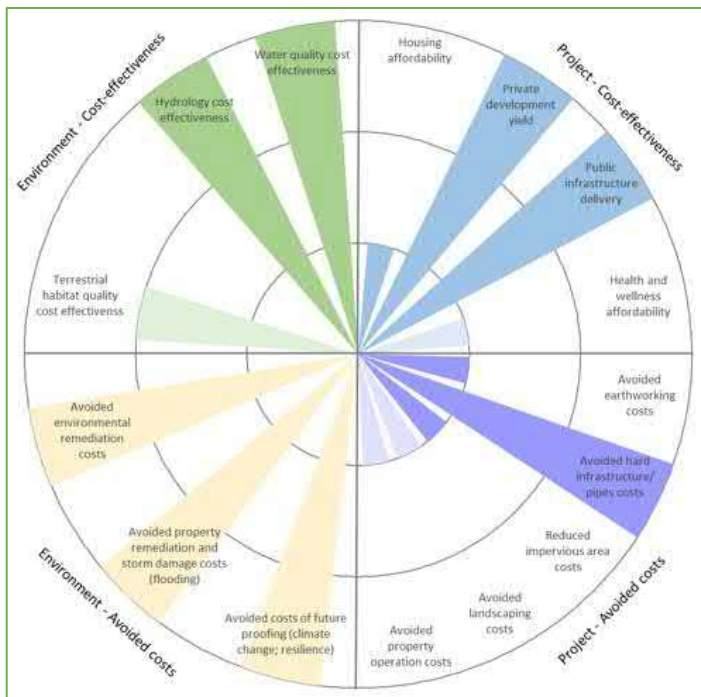 Environment - Cost-effectiveness
Project - Cost-effectiveness
Water quality cost
effectiveness
Housing
affordability
Hydrology cost
effectiveness
Private
development
yield
Public
infrastructure
delivery
Terrestrial
habitat quality
cost effectivenss
Health and
wellness
affordability
Avoided
environmental
remediation
costs
Avoided
earthworking
costs
Avoided hard
infrastructure/
pipes costs
Avoided property
remediation and
storm damage costs
(flooding)
Reduced
impervious area
costs
Avoided
landscaping
costs
Avoided costs of future
proofing (climate
change; resilience)
Avoided
property
operation costs
Environment - Avoided costs
Project - Avoided costs